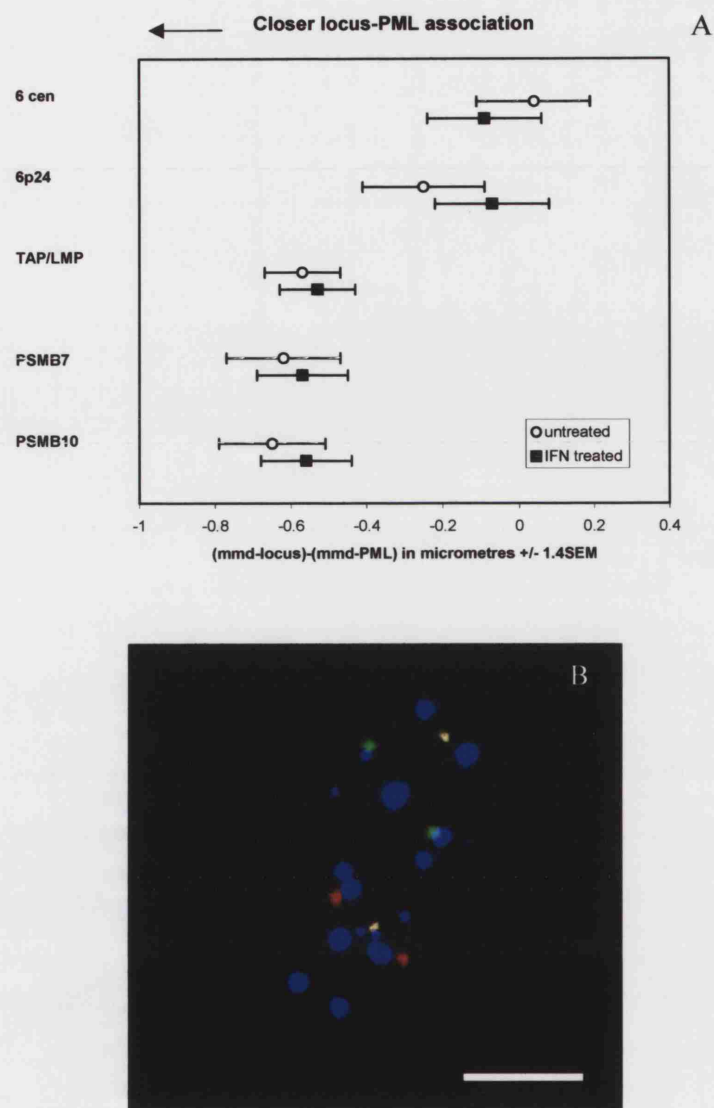 Closer locus-PML association
A
6 cen
6p24
TAP/LMP
PSMB7
PSMB10
untreated
IFN treated
-1 -0.8 -0.6 -0.4 -0.2 0 0.2 0.4
(mmd-locus)-(mmd-PML) in micrometres +/- 1.4SEM
B